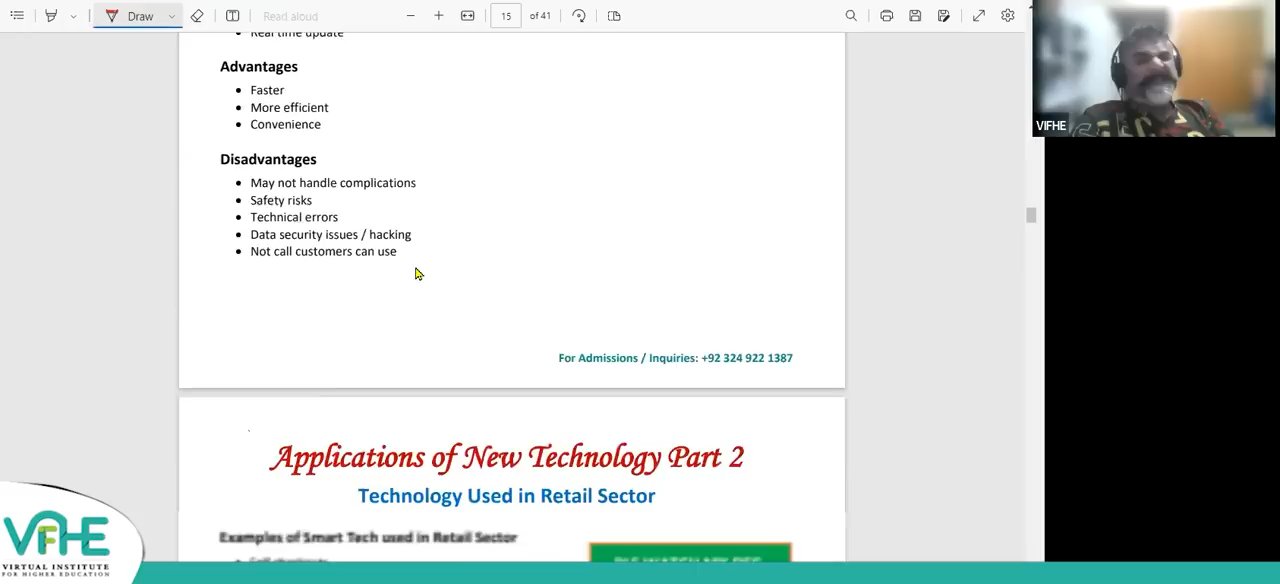 Draw
Read aloud
15
of 41
Real time update
Advantages
Faster
More efficient
Convenience
Disadvantages
May not handle complications
Safety risks
Technical errors
Data security issues / hacking
Not call customers can use
For Admissions / Inquiries: +92 324 922 1387
Applications of New Technology Part 2
Technology Used in Retail Sector
Examples of Smart Tech used in Retail Sector
VIFHE
VIFHE
VIRTUAL INSTITUTE
FOR HIGHER EDUCATION